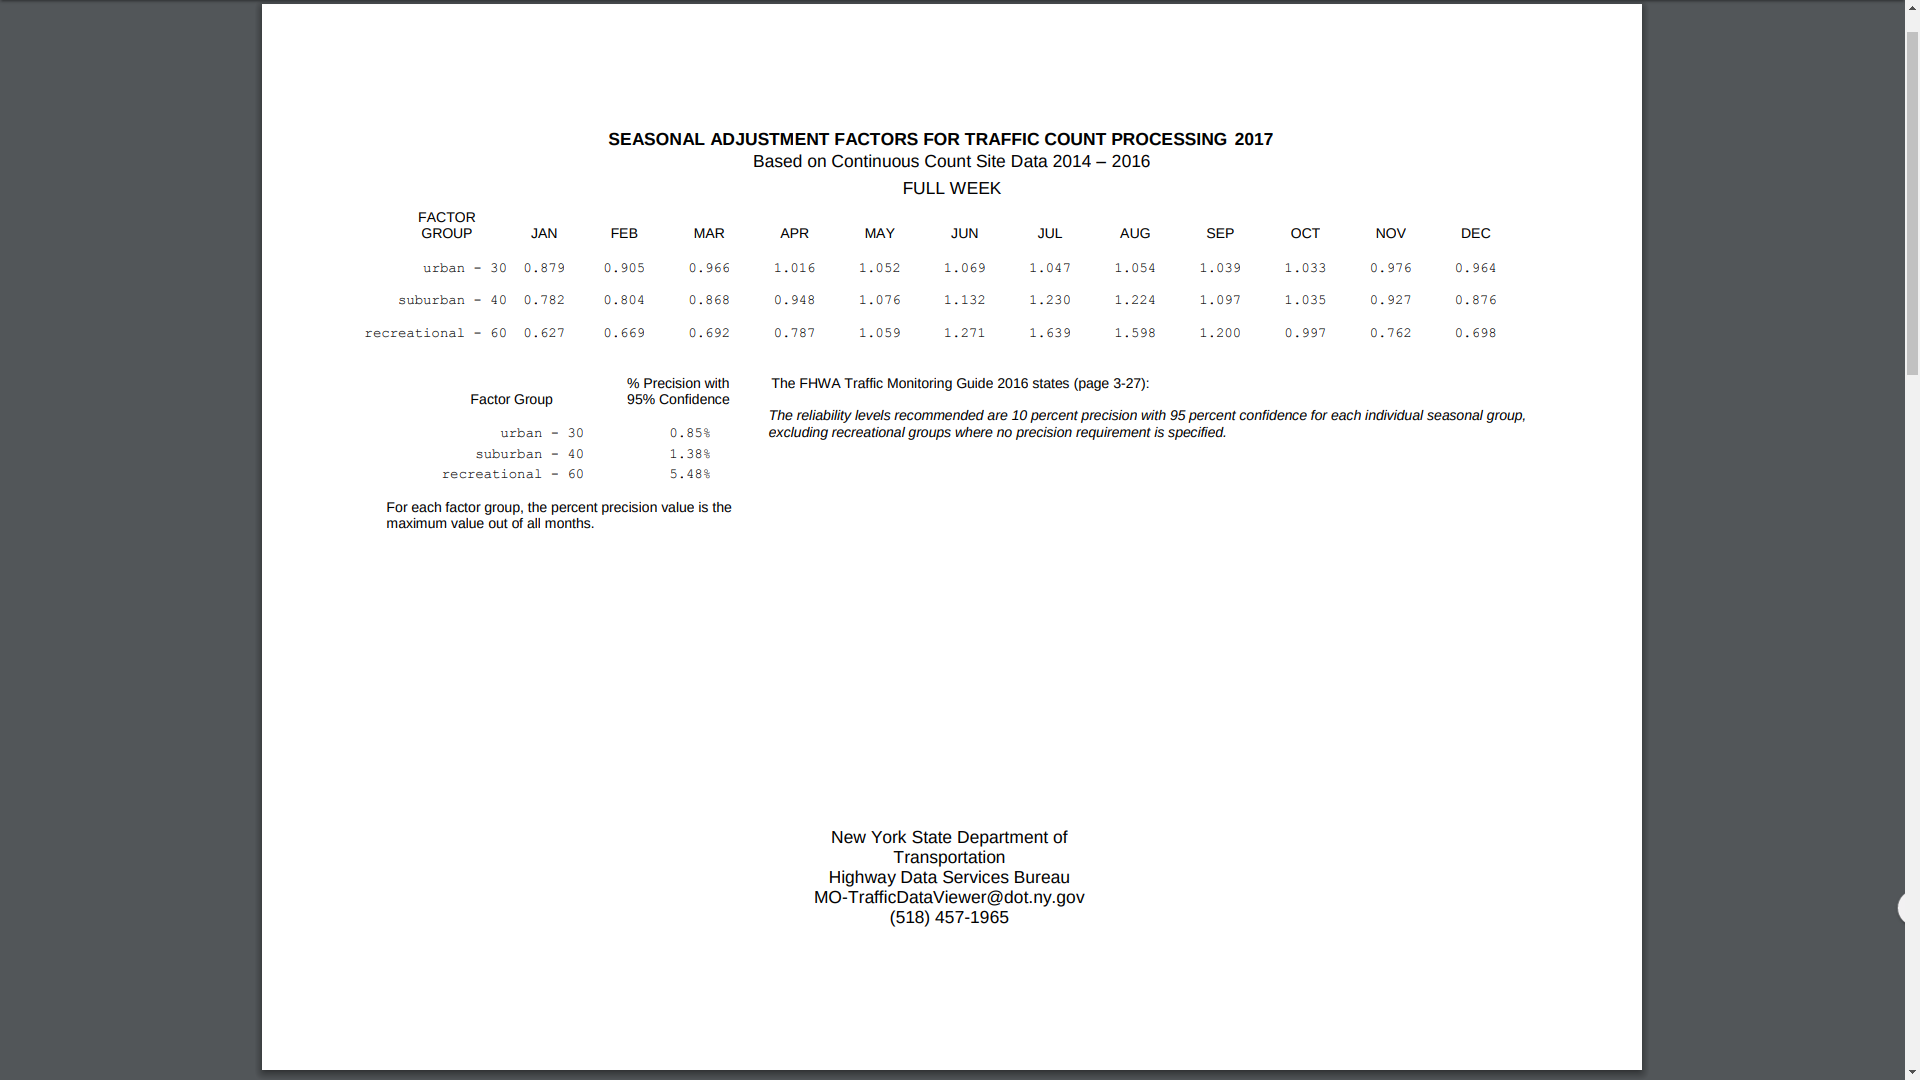 SEASONAL ADJUSTMENT FACTORS FOR TRAFFIC COUNT PROCESSING 2017
Based on Continuous Count Site Data 2014 – 2016
FULL WEEK
FACTOR
GROUP JAN FEB MAR APR MAY JUN JUL AUG SEP OCT NOV DEC
urban - 30 0.879 0.905 0.966 1.016 1.052 1.069 1.047 1.054 1.039 1.033 0.976 0.964
suburban - 40 0.782 0.804 0.868 0.948 1.076 1.132 1.230 1.224 1.097 1.035 0.927 0.876
recreational - 60 0.627 0.669 0.692 0.787 1.059 1.271 1.639 1.598 1.200 0.997 0.762 0.698
% Precision with
Factor Group 95% Confidence
urban - 30 0.85%
suburban - 40 1.38%
recreational - 60 5.48%
For each factor group, the percent precision value is the
maximum value out of all months.
The FHWA Traffic Monitoring Guide 2016 states (page 3-27):
The reliability levels recommended are 10 percent precision with 95 percent confidence for each individual seasonal group,
excluding recreational groups where no precision requirement is specified.
New York State Department of
Transportation
Highway Data Services Bureau
MO-TrafficDataViewer@dot.ny.gov
(518) 457-1965